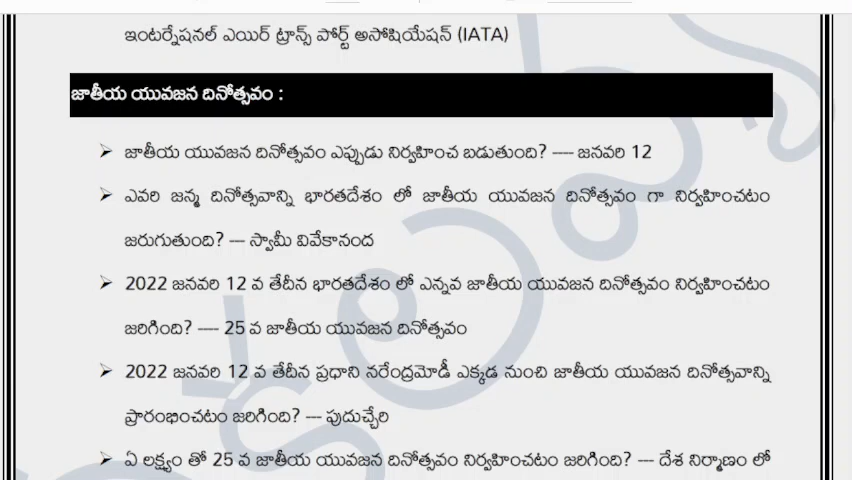 ఇంటర్నేషనల్ ఎయిర్ ట్రాన్స్ పోర్ట్ అసోషియేషన్ (IATA)
జాతీయ యువజన దినోత్సవం :
➢ జాతీయ యువజన దినోత్సవం ఎప్పుడు నిర్వహించ బడుతుంది? ---- జనవరి 12
➢ ఎవరి జన్మ దినోత్సవాన్ని భారతదేశం లో జాతీయ యువజన దినోత్సవం గా నిర్వహించటం
జరుగుతుంది? --- స్వామీ వివేకానంద
➢ 2022 జనవరి 12 వ తేదీన భారతదేశం లో ఎన్నవ జాతీయ యువజన దినోత్సవం నిర్వహించటం
జరిగింది? ---- 25 వ జాతీయ యువజన దినోత్సవం
➢ 2022 జనవరి 12 వ తేదీన ప్రధాని నరేంద్రమోడీ ఎక్కడ నుంచి జాతీయ యువజన దినోత్సవాన్ని
ప్రారంభించటం జరిగింది? --- పుదుచ్చేరి
➢ ఏ లక్ష్యం తో 25 వ జాతీయ యువజన దినోత్సవం నిర్వహించటం జరిగింది? --- దేశ నిర్మాణం లో